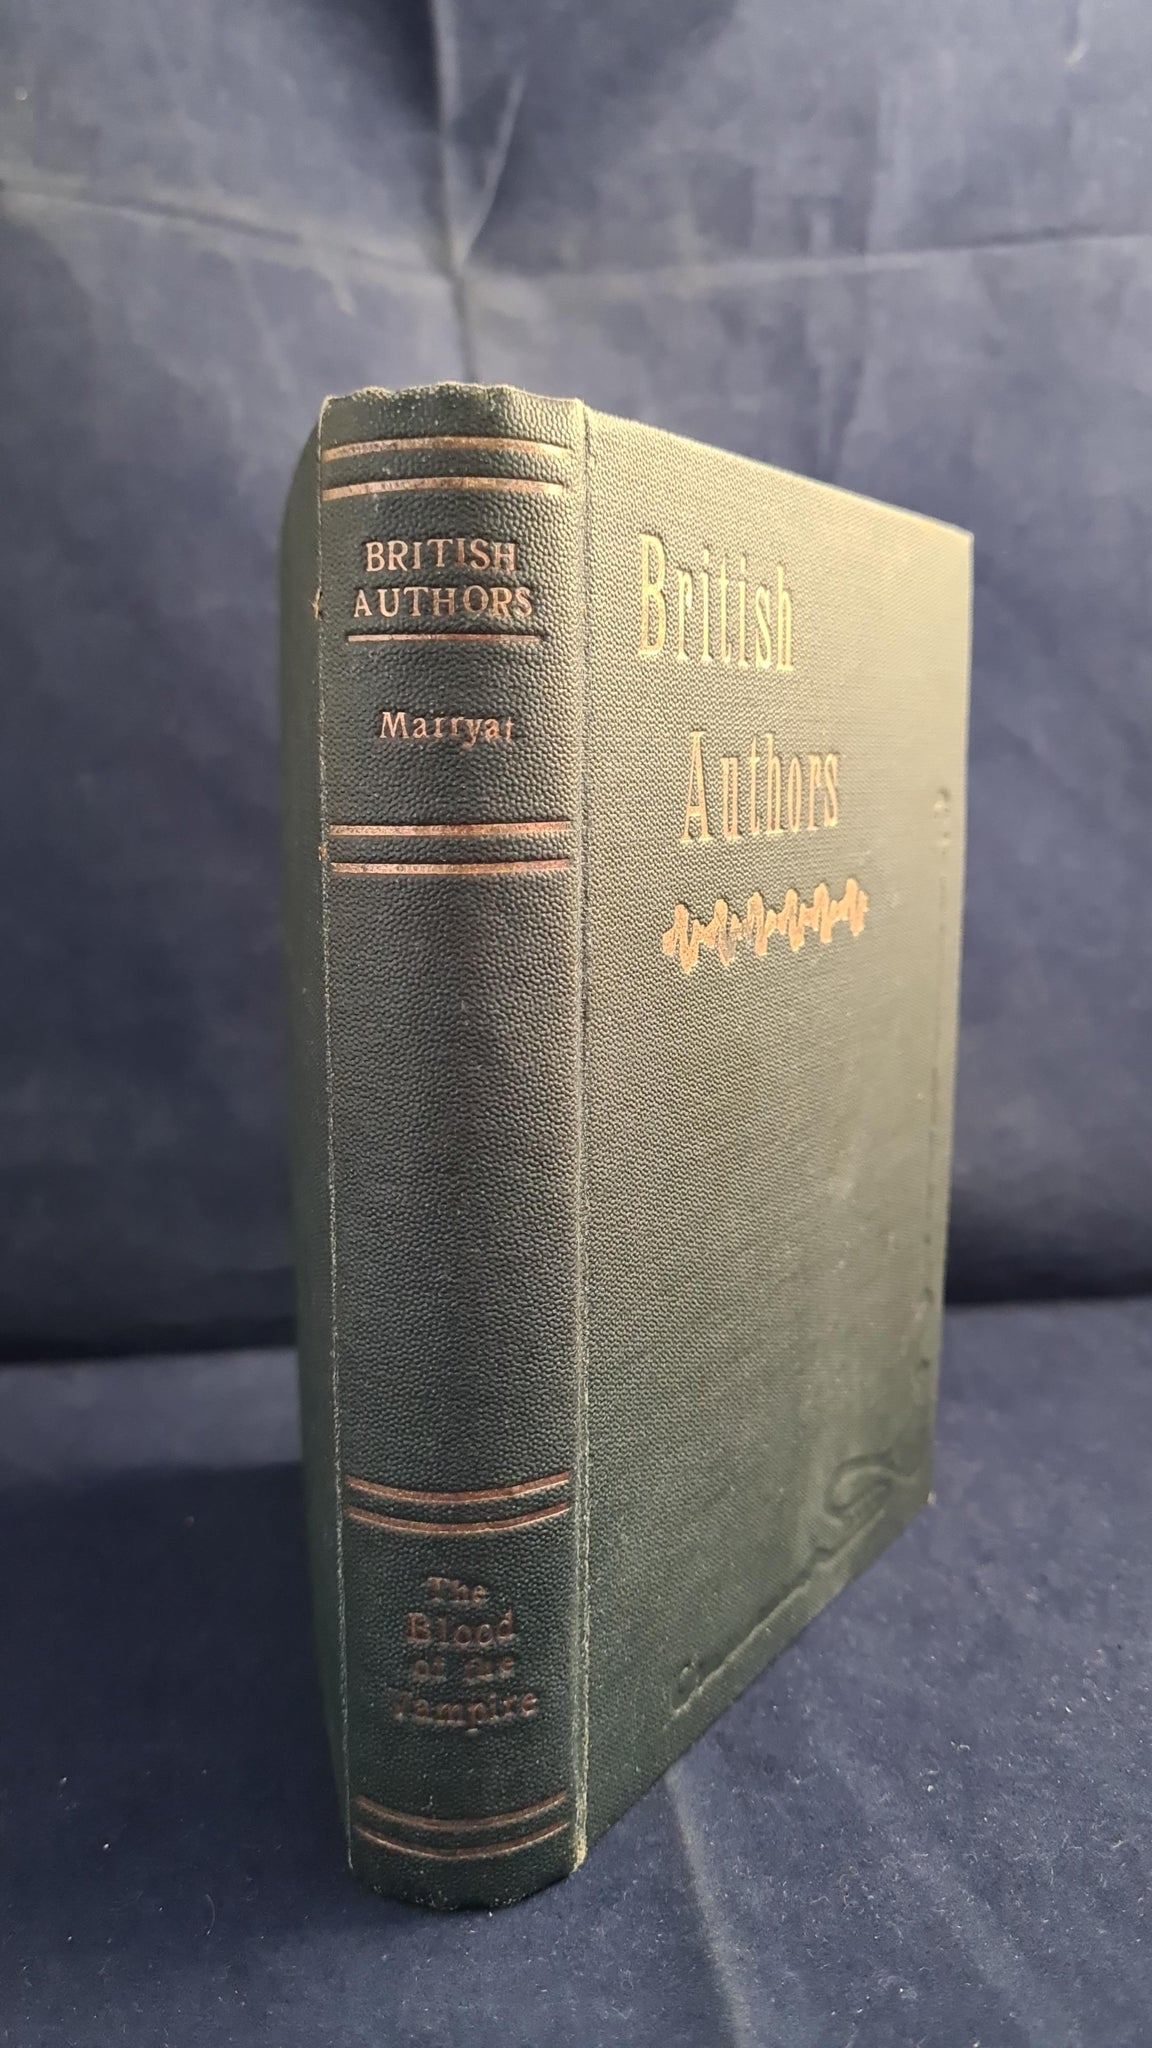 BRITISH
AUTHORS
Marryat
The
Blood
of the
Vampire
British
Authors